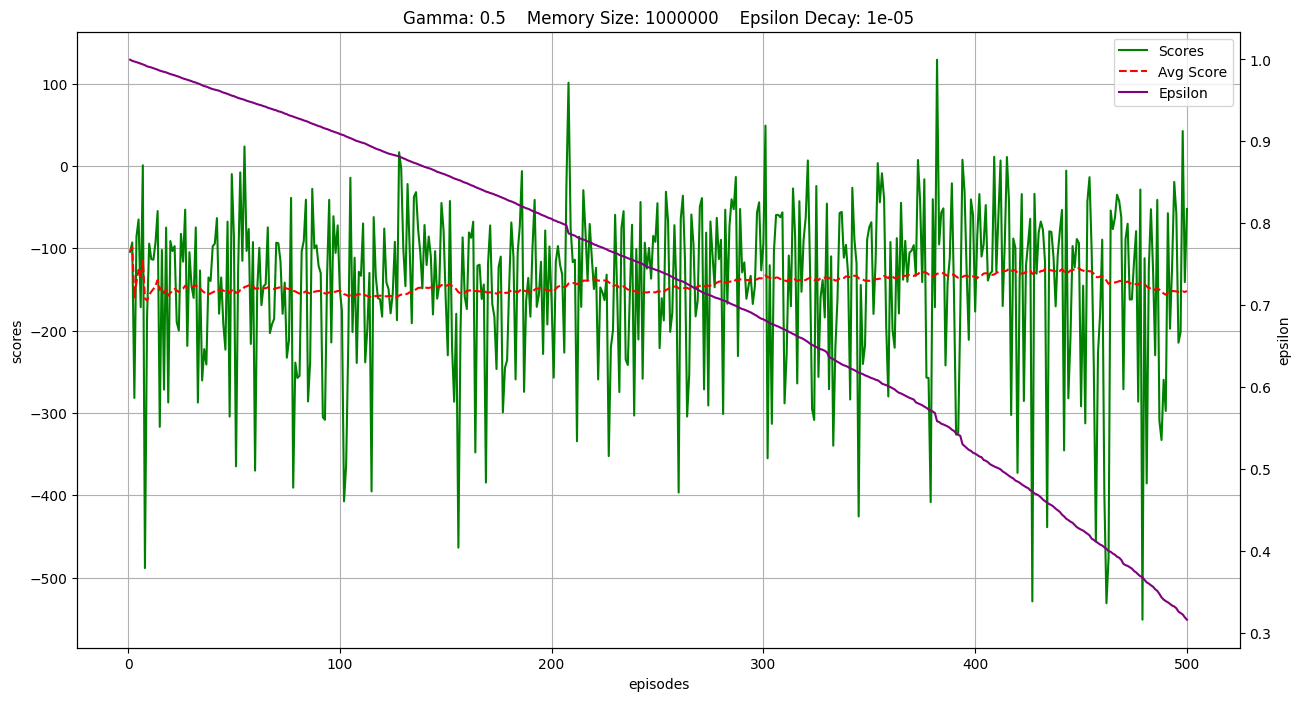 Gamma: 0.5    Memory Size: 1000000    Epsilon Decay: 1e-05
Scores
Avg Score
Epsilon
scores
100
0
−100
−200
−300
−400
−500
1.0
0.9
0.8
0.7
0.6
0.5
0.4
0.3
epsilon
0 100 200 300 400 500
episodes